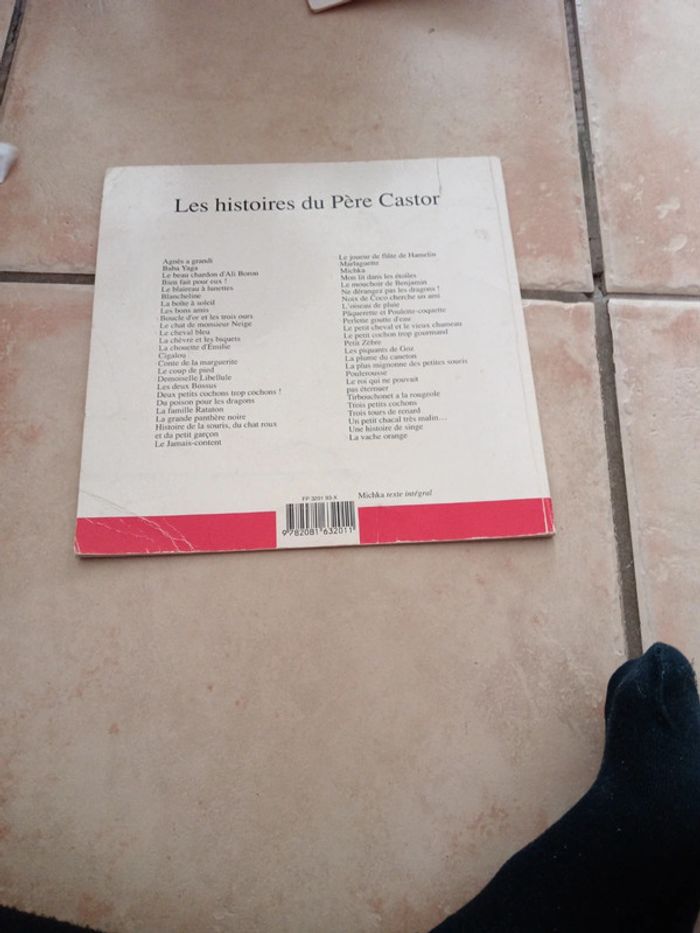 Les histoires du Père Castor
Agnès a grandi
Baba Yaga
Le beau chardon d'Ali Boron
Bien fait pour eux !
Le blaireau à lunettes
Blancheline
La boîte à soleil
Les bons amis
Boucle d'or et les trois ours
Le chat de monsieur Neige
Le cheval bleu
La chèvre et les biquets
La chouette d'Émilie
Cigalou
Conte de la marguerite
Le coup de pied
Demoiselle Libellule
Les deux Bossus
Deux petits cochons trop cochons !
Du poison pour les dragons
La famille Rataton
La grande panthère noire
Histoire de la souris, du chat roux
et du petit garçon
Le Jamais-content
Le joueur de flûte de Hamelin
Marlaguette
Michka
Mon lit dans les étoiles
Le mouchoir de Benjamin
Ne dérangez pas les dragons !
Noix de Coco cherche un ami
L'oiseau de pluie
Pâquerette et Poulotte-coquette
Perlette goutte d'eau
Le petit cheval et le vieux chameau
Le petit cochon trop gourmand
Petit Zèbre
Les piquants de Goz
La plume du caneton
La plus mignonne des petites souris
Poulerousse
Le roi qui ne pouvait
pas éternuer
Tirbouchonet a la rougeole
Trois petits cochons
Trois tours de renard
Un petit chacal très malin...
Une histoire de singe
La vache orange
FP 3201 93-X
Michka texte intégral
9 782081 632011